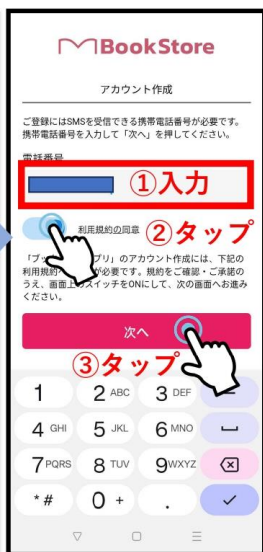 BookStore
アカウント作成
ご登録にはSMSを受信できる携帯電話番号が必要です。
携帯電話番号を入力して「次へ」を押してください。
電話番号
①入力
利用規約の同意
②タップ
「ブッ プリ」のアカウント作成には、下記の
利用規約 が必要です。規約をご確認・ご承諾の
うえ、画面上のスイッチをONにして、次の画面へお進み
ください。
次へ
③タップ
1 2 ABC 3 DEF
4 GHI 5 JKL 6 MNO
7 PQRS 8 TUV 9 WXYZ
* # 0 + .